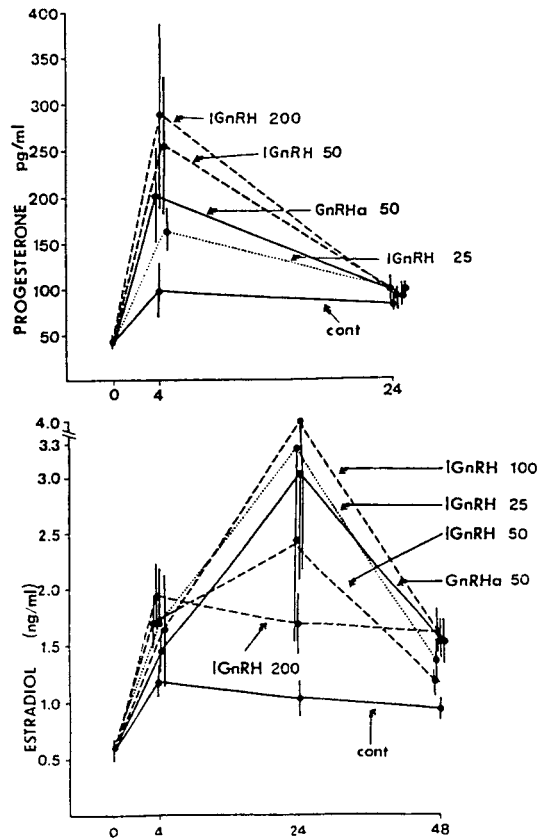 PROGESTERONE pg/ml
400
350
300
250
200
150
100
50
lGnRH 200
lGnRH 50
GnRHa 50
lGnRH 25
cont
0 4 24
ESTRADIOL (ng/ml)
4.0
3.3
3.0
2.5
2.0
1.5
1.0
0.5
lGnRH 100
lGnRH 25
lGnRH 50
GnRHa 50
lGnRH 200
cont
0 4 24 48